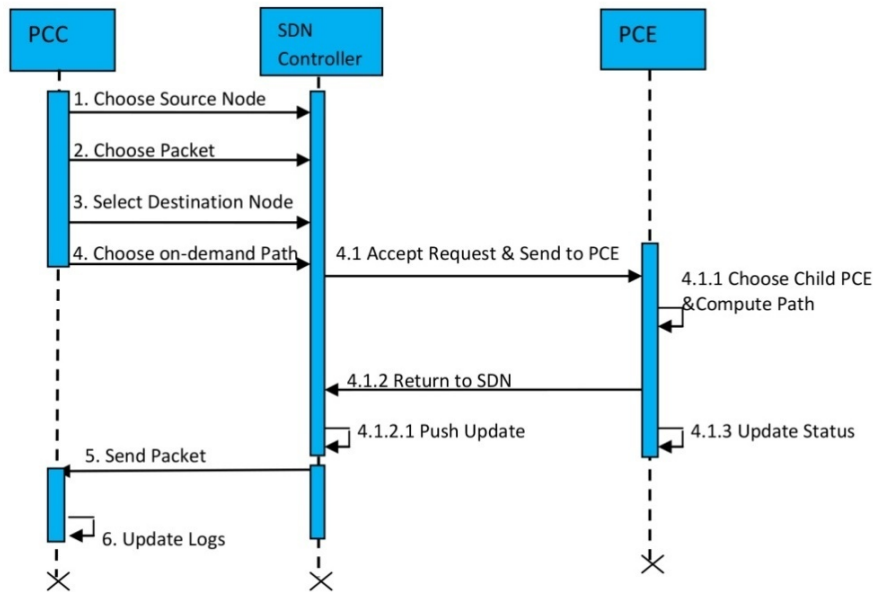 PCC
SDN
Controller
PCE
1. Choose Source Node
2. Choose Packet
3. Select Destination Node
4. Choose on-demand Path
4.1 Accept Request & Send to PCE
4.1.1 Choose Child PCE
&Compute Path
4.1.2 Return to SDN
4.1.2.1 Push Update
4.1.3 Update Status
5. Send Packet
6. Update Logs